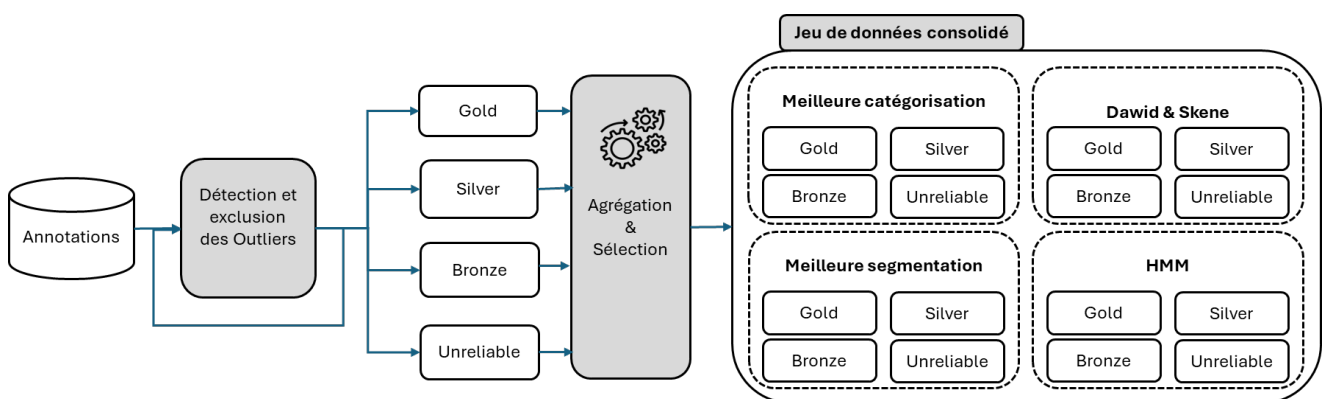 Annotations
Détection et
exclusion
des Outliers
Gold
Silver
Bronze
Unreliable
Agrégation
&
Sélection
Jeu de données consolidé
Meilleure catégorisation
Gold
Silver
Bronze
Unreliable
Dawid & Skene
Gold
Silver
Bronze
Unreliable
Meilleure segmentation
Gold
Silver
Bronze
Unreliable
HMM
Gold
Silver
Bronze
Unreliable